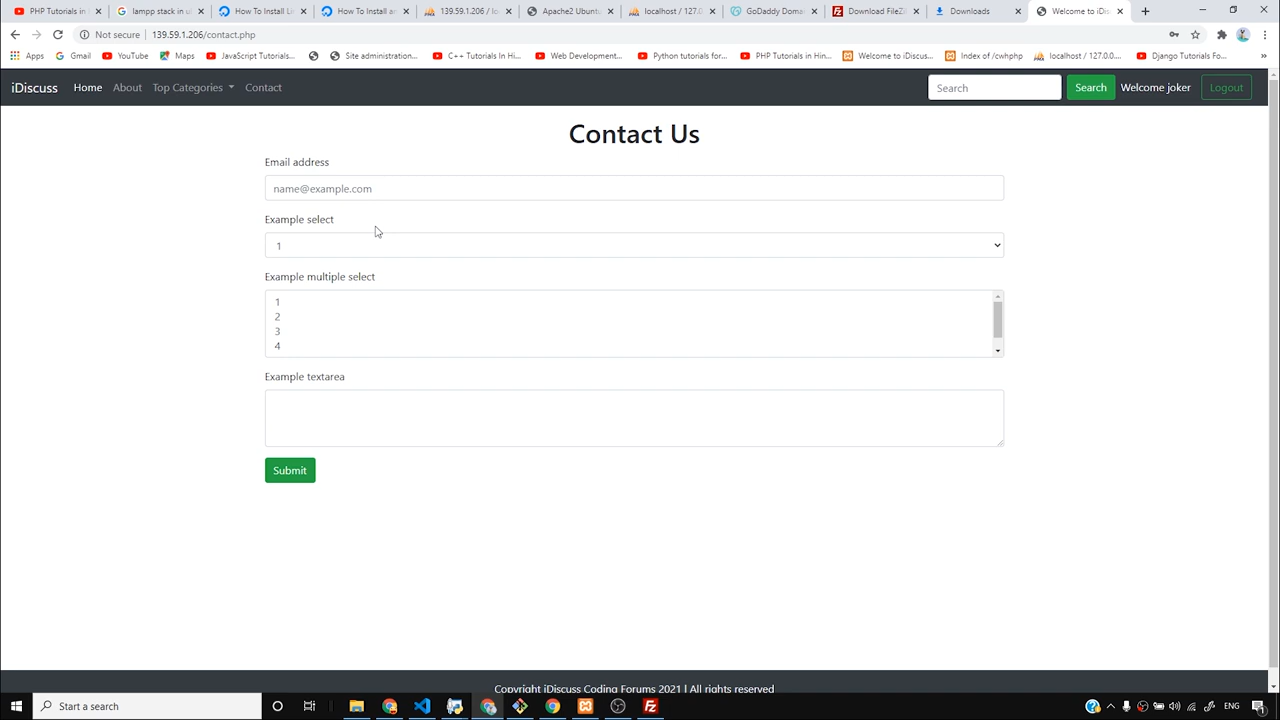 PHP Tutorials in
lampp stack in u
How To Install Li
How To Install an
139.59.1.206 / lo
Apache2 Ubuntu
localhost / 127.0
GoDaddy Doma
Download FileZi
Downloads
Welcome to iDis
Not secure
139.59.1.206/contact.php
Apps
Gmail
YouTube
Maps
JavaScript Tutorials...
Site administration...
C++ Tutorials In Hi...
Web Development...
Python tutorials for...
PHP Tutorials in Hin...
Welcome to iDiscus...
Index of /cwhphp
localhost / 127.0.0....
Django Tutorials Fo...
»
iDiscuss
Home
About
Top Categories
Contact
Search
Search
Welcome joker
Logout
Contact Us
Email address
name@example.com
Example select
1
Example multiple select
1
2
3
4
Example textarea
Submit
Copyright iDiscuss Coding Forums 2021 | All rights reserved
Start a search
ENG